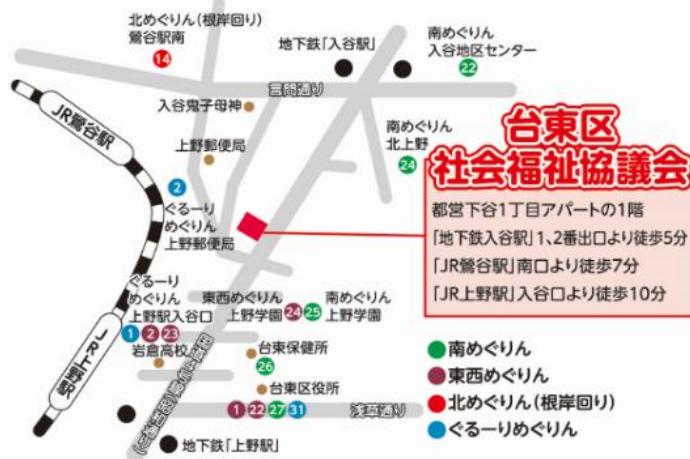 北めぐりん(根岸回り)
鶯谷駅南
14
地下鉄「入谷駅」
南めぐりん
入谷地区センター
22
言問通り
JR鶯谷駅
入谷鬼子母神
上野郵便局
南めぐりん
北上野
24
台東区
社会福祉協議会
都営下谷1丁目アパートの1階
「地下鉄入谷駅」1、2番出口より徒歩5分
「JR鶯谷駅」南口より徒歩7分
「JR上野駅」入谷口より徒歩10分
2
ぐるーり
めぐりん
上野郵便局
ぐるーり
めぐりん
上野駅入谷口
1 2 23
岩倉高校
東西めぐりん
上野学園
24 25
南めぐりん
上野学園
台東保健所
26
台東区役所
1 22 27 31
浅草通り
JR上野駅
地下鉄「上野駅」
南めぐりん
東西めぐりん
北めぐりん(根岸回り)
ぐるーりめぐりん